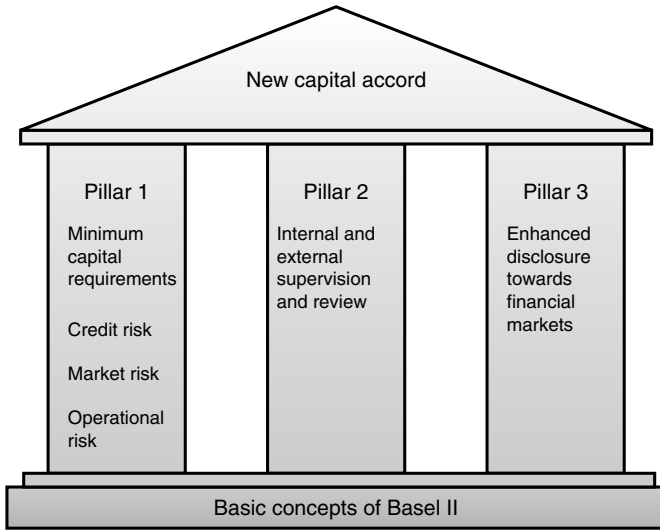 New capital accord
Pillar 1
Minimum
capital
requirements
Credit risk
Market risk
Operational
risk
Pillar 2
Internal and
external
supervision
and review
Pillar 3
Enhanced
disclosure
towards
financial
markets
Basic concepts of Basel II